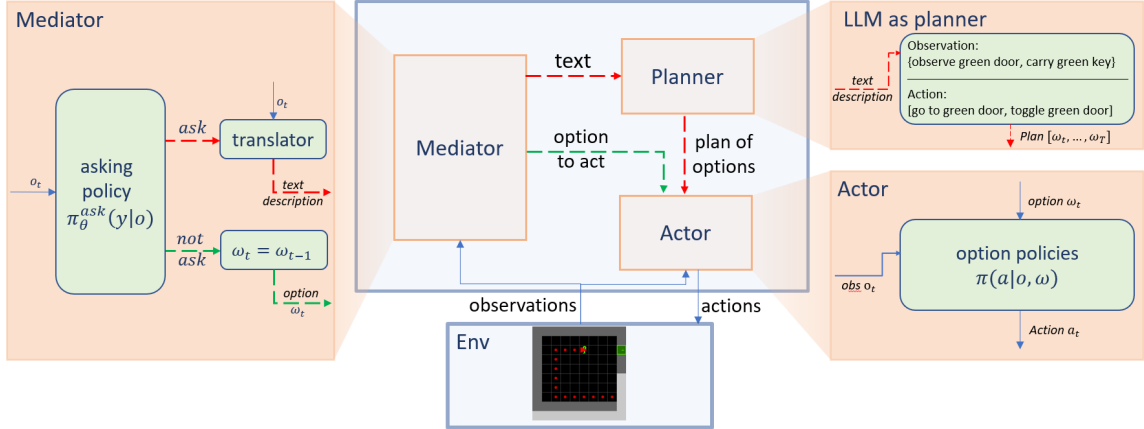 Mediator
o_t
asking
policy
π_θ^ask(y|o)
ask
o_t
translator
text
description
not
ask
ω_t = ω_{t−1}
option
ω_t
Mediator
text
Planner
option
to act
plan of
options
Actor
observations
actions
Env
LLM as planner
text
description
Observation:
{observe green door, carry green key}
Action:
[go to green door, toggle green door]
Plan [ω_t, ... , ω_T]
Actor
option ω_t
obs o_t
option policies
π(a|o, ω)
Action a_t